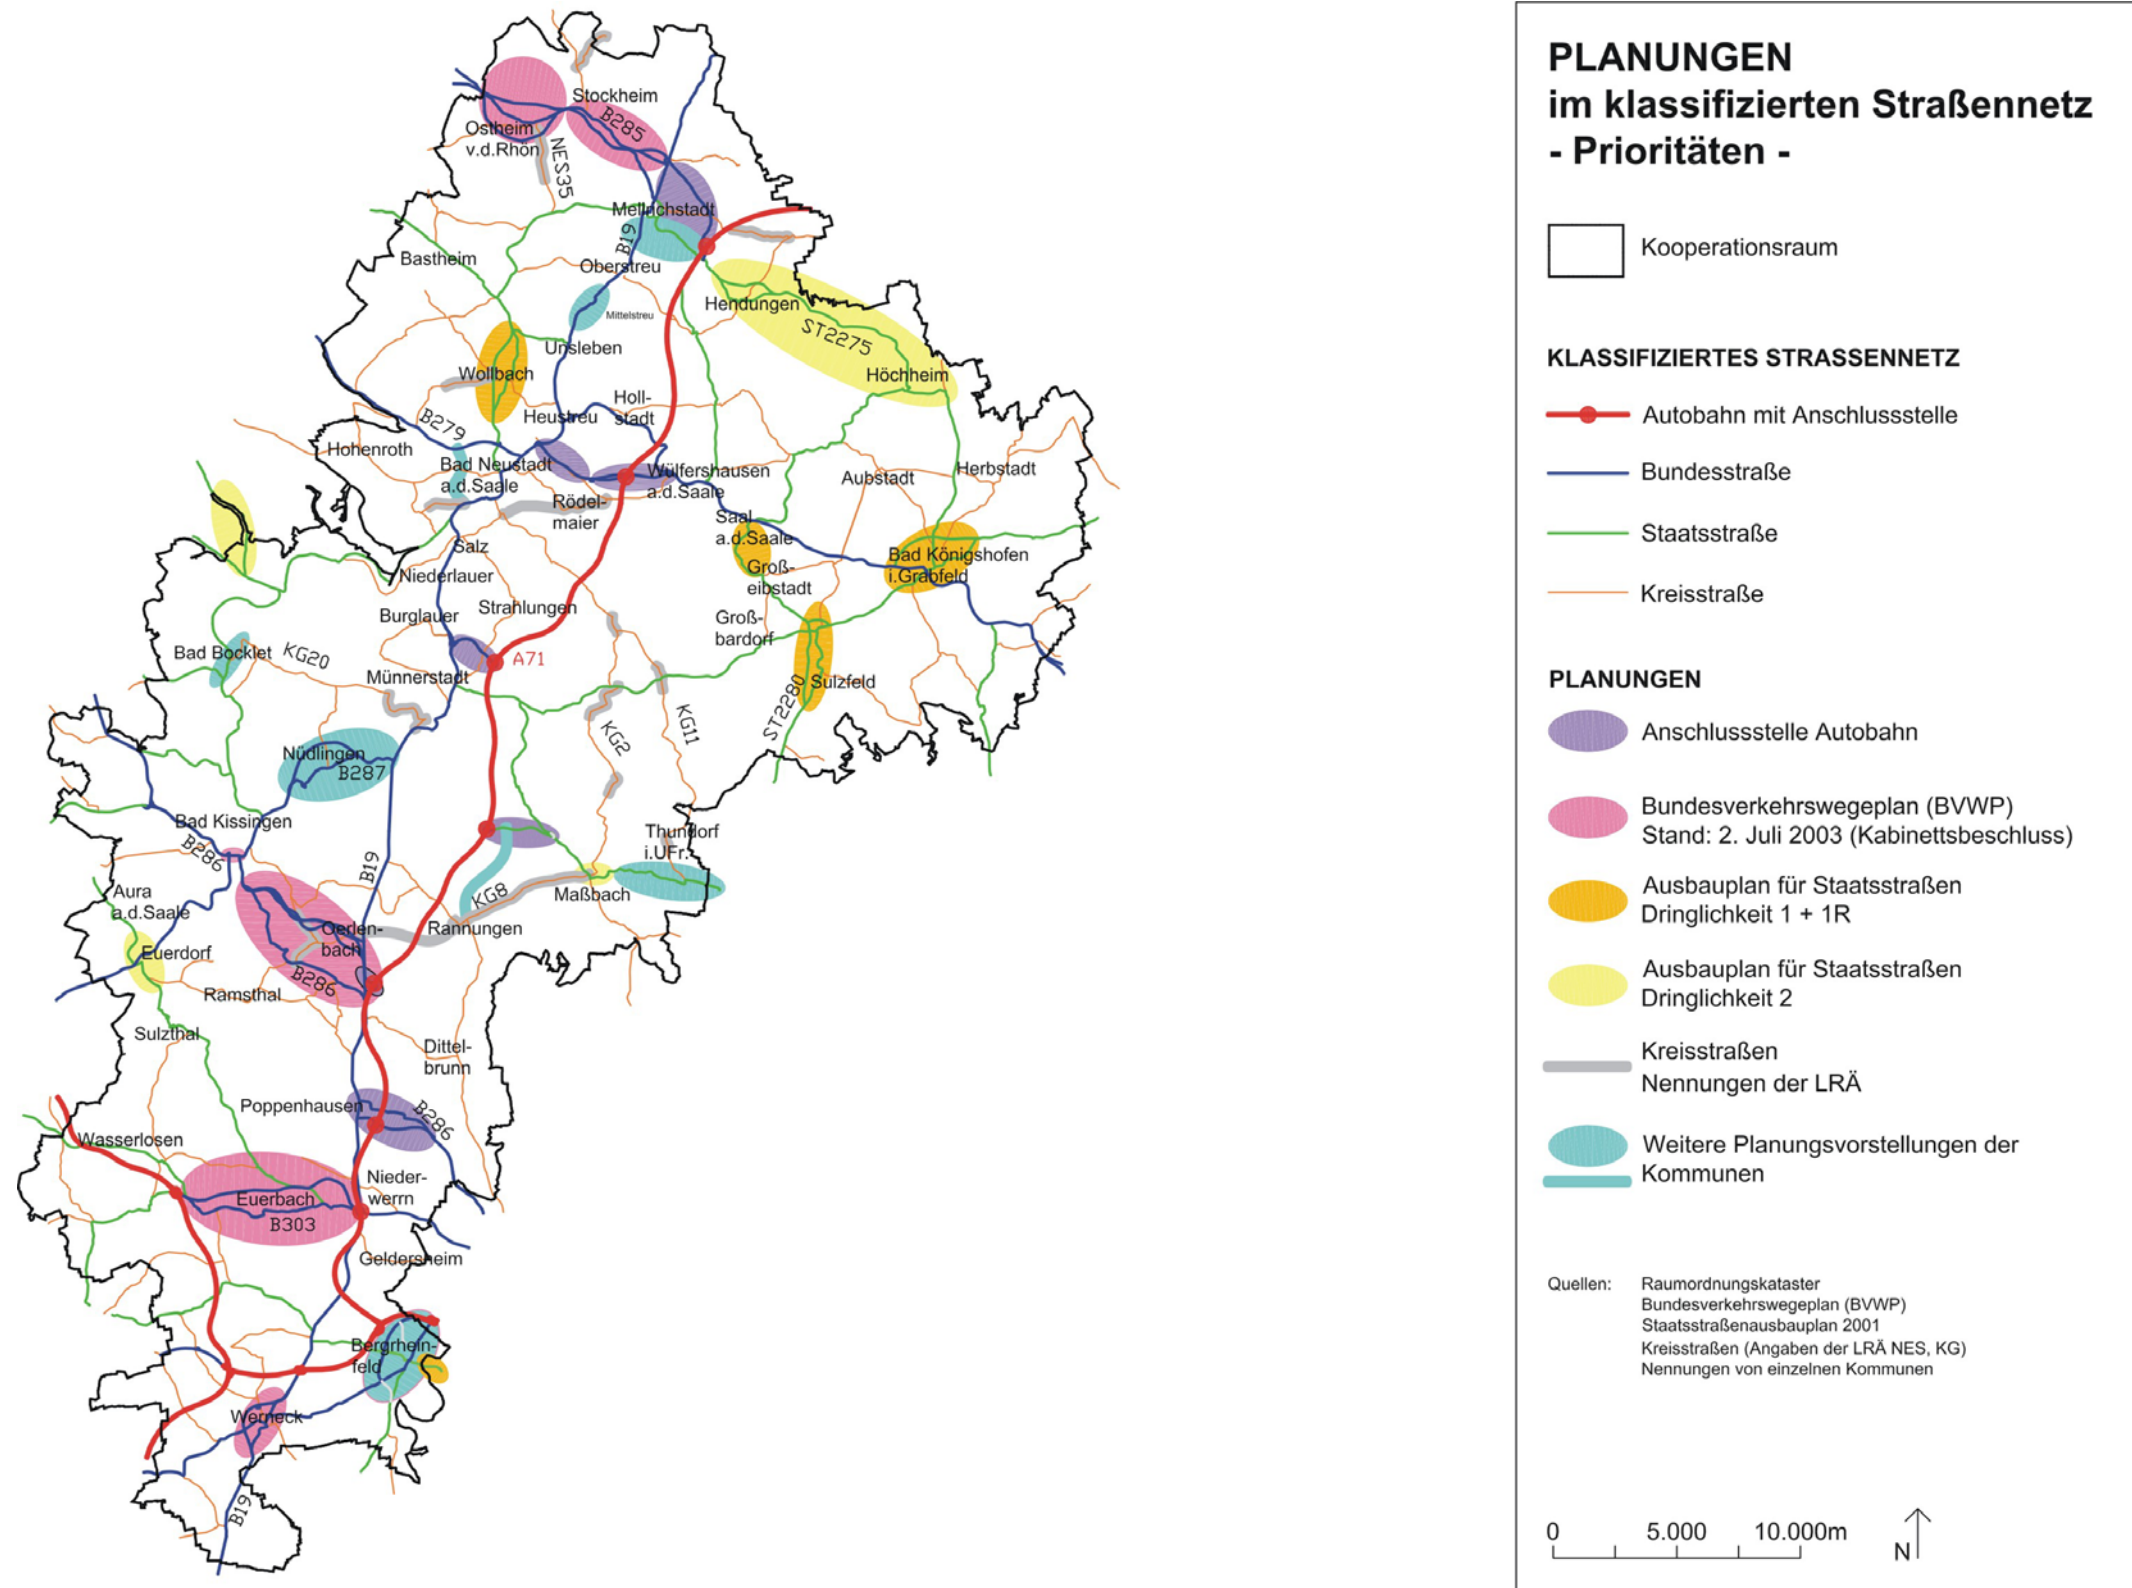 Stockheim
B285
Ostheim
v.d.Rhön
NES35
Mellrichstadt
B19
Bastheim
Oberstreu
Hendungen
Mittelstreu
ST2275
Unsleben
Wollbach
Höchheim
Holl-
stadt
Heustreu
B279
Hohenroth
Bad Neustadt
a.d.Saale
Wülfershausen
a.d.Saale
Aubstadt
Herbstadt
Rödel-
maier
Saal
a.d.Saale
Salz
Bad Königshofen
i.Grabfeld
Niederlauer
Groß-
eibstadt
Strahlungen
Burglauer
Groß-
bardorf
Bad Bocklet
KG20
A71
Münnerstadt
Sulzfeld
ST2280
KG2
KG11
Nüdlingen
B287
Bad Kissingen
B286
Thundorf
i.UFr.
B19
KG8
Maßbach
Aura
a.d.Saale
Oerlen-
bach
Rannungen
Euerdorf
B286
Ramsthal
Sulzthal
Dittel-
brunn
Poppenhausen
B286
Wasserlosen
Nieder-
werrn
Euerbach
B303
Geldersheim
Bergrhein-
feld
Werneck
B19
PLANUNGEN
im klassifizierten Straßennetz
- Prioritäten -
Kooperationsraum
KLASSIFIZIERTES STRASSENNETZ
Autobahn mit Anschlussstelle
Bundesstraße
Staatsstraße
Kreisstraße
PLANUNGEN
Anschlussstelle Autobahn
Bundesverkehrswegeplan (BVWP)
Stand: 2. Juli 2003 (Kabinettsbeschluss)
Ausbauplan für Staatsstraßen
Dringlichkeit 1 + 1R
Ausbauplan für Staatsstraßen
Dringlichkeit 2
Kreisstraßen
Nennungen der LRÄ
Weitere Planungsvorstellungen der
Kommunen
Quellen: Raumordnungskataster
Bundesverkehrswegeplan (BVWP)
Staatsstraßenausbauplan 2001
Kreisstraßen (Angaben der LRÄ NES, KG)
Nennungen von einzelnen Kommunen
0 5.000 10.000m
N